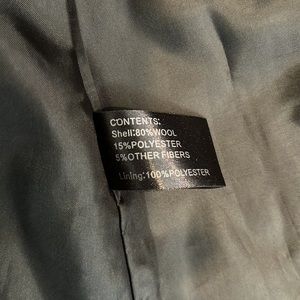 CONTENTS:
Shell:80%WOOL
15%POLYESTER
5%OTHER FIBERS
Lining:100%POLYESTER